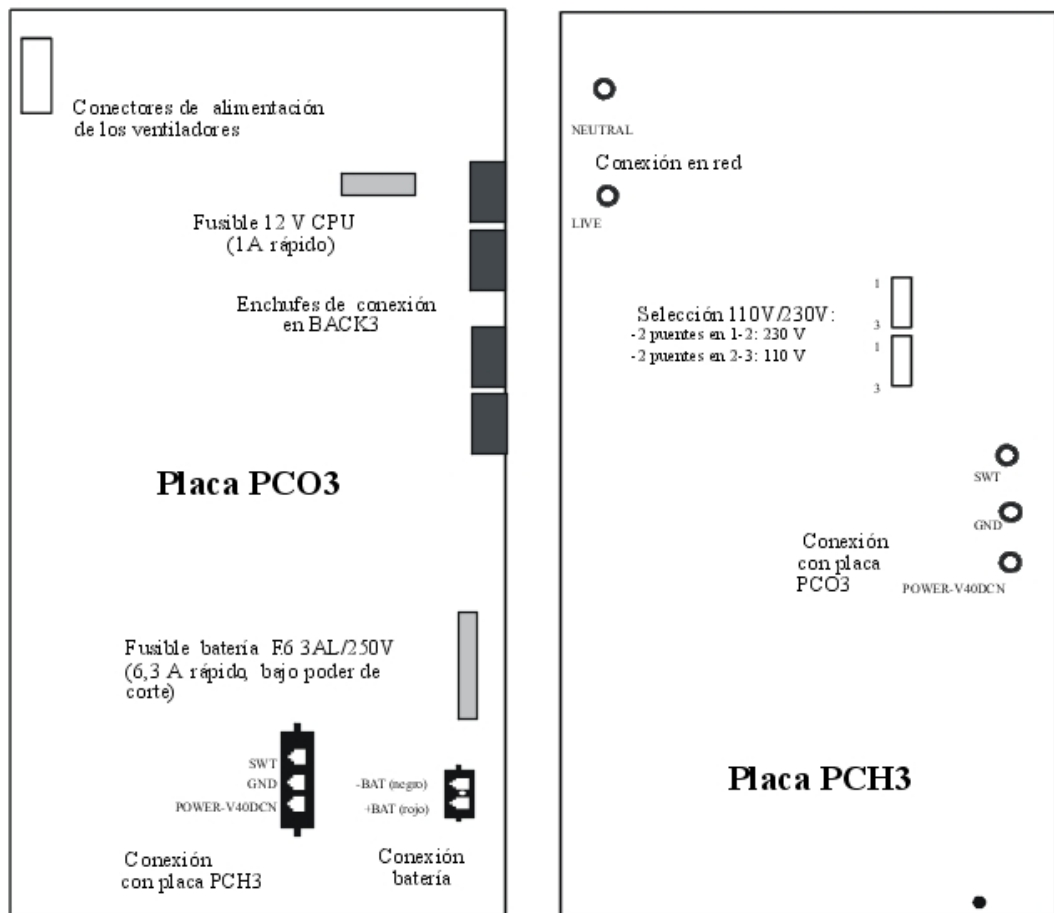 Conectores de alimentación
de los ventiladores
Fusible 12 V CPU
(1A rápido)
Enchufes de conexión
en BACK3
Placa PCO3
Fusible batería F.6 3AL/250V
(6,3 A rápido, bajo poder de
corte)
SWT
GND
POWER-V40DCN
-BAT (negro)
+BAT (rojo)
Conexión
con placa PCH3
Conexión
batería
NEUTRAL
Conexión en red
LIVE
Selección 110V/230V:
-2 puentes en 1-2: 230 V
-2 puentes en 2-3: 110 V
1
3
1
3
SWT
GND
Conexión
con placa
PCO3
POWER-V40DCN
Placa PCH3